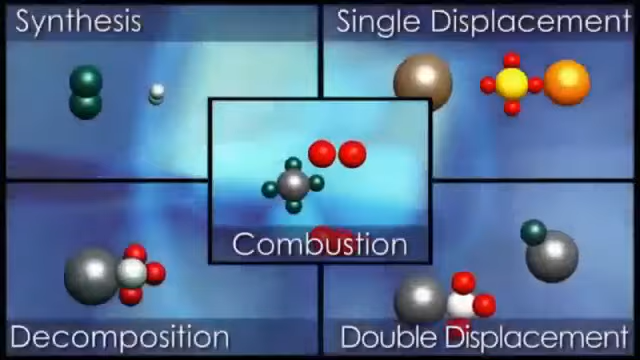 Synthesis
Single Displacement
Combustion
Decomposition
Double Displacement